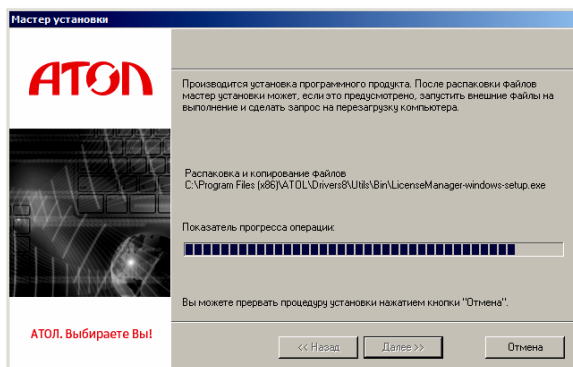 Мастер установки
АТОЛ
Производится установка программного продукта. После распаковки файлов
мастер установки может, если это предусмотрено, запустить внешние файлы на
выполнение и сделать запрос на перезагрузку компьютера.
Распаковка и копирование файлов
C:\Program Files (x86)\ATOL\Drivers8\Utils\Bin\LicenseManager-windows-setup.exe
Показатель прогресса операции:
Вы можете прервать процедуру установки нажатием кнопки "Отмена".
АТОЛ. Выбираете Вы!
<< Назад
Далее >>
Отмена